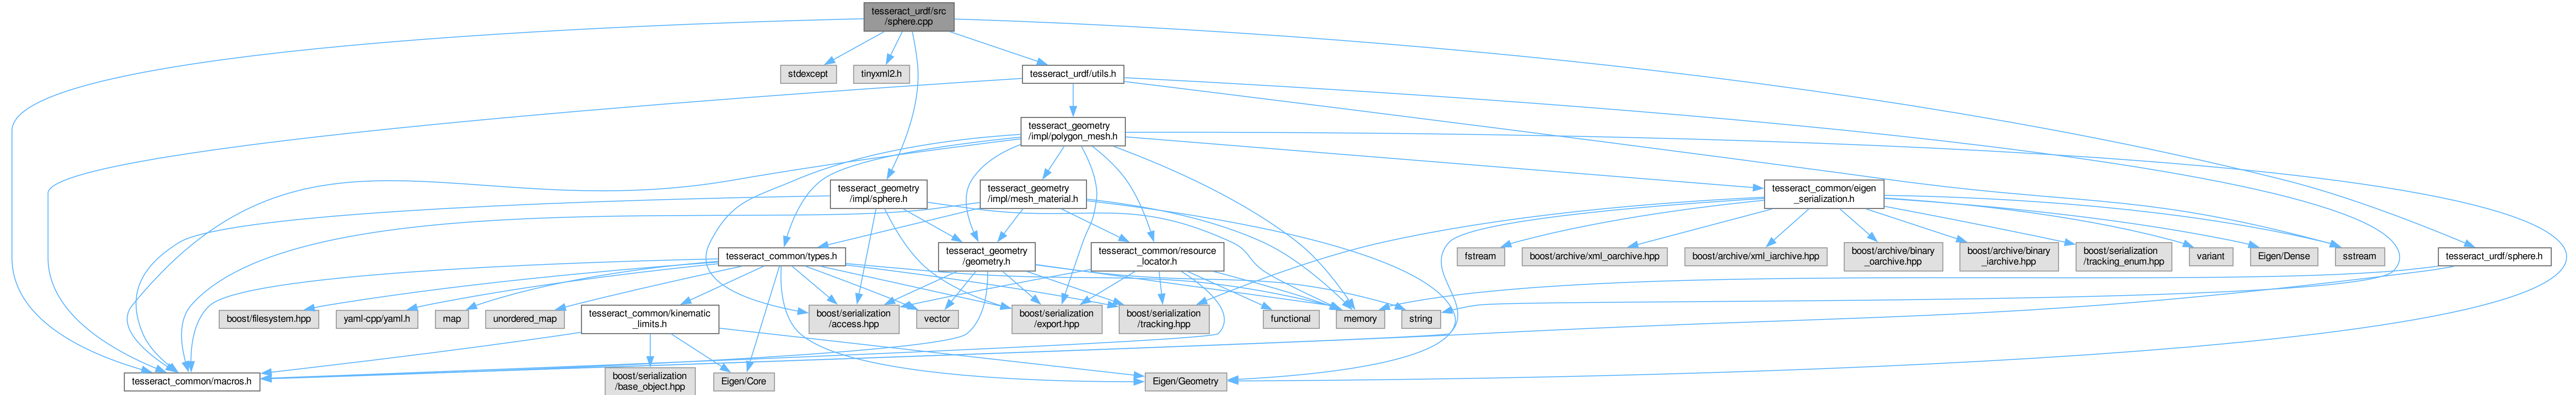 tesseract_urdf/src
/sphere.cpp
stdexcept
tinyxml2.h
tesseract_urdf/utils.h
tesseract_geometry
/impl/polygon_mesh.h
tesseract_geometry
/impl/sphere.h
tesseract_geometry
/impl/mesh_material.h
tesseract_common/eigen
_serialization.h
tesseract_common/types.h
tesseract_geometry
/geometry.h
tesseract_common/resource
_locator.h
fstream
boost/archive/xml_oarchive.hpp
boost/archive/xml_iarchive.hpp
boost/archive/binary
_oarchive.hpp
boost/archive/binary
_iarchive.hpp
boost/serialization
/tracking_enum.hpp
variant
Eigen/Dense
sstream
tesseract_urdf/sphere.h
boost/filesystem.hpp
yaml-cpp/yaml.h
map
unordered_map
tesseract_common/kinematic
_limits.h
boost/serialization
/access.hpp
vector
boost/serialization
/export.hpp
boost/serialization
/tracking.hpp
functional
memory
string
tesseract_common/macros.h
boost/serialization
/base_object.hpp
Eigen/Core
Eigen/Geometry